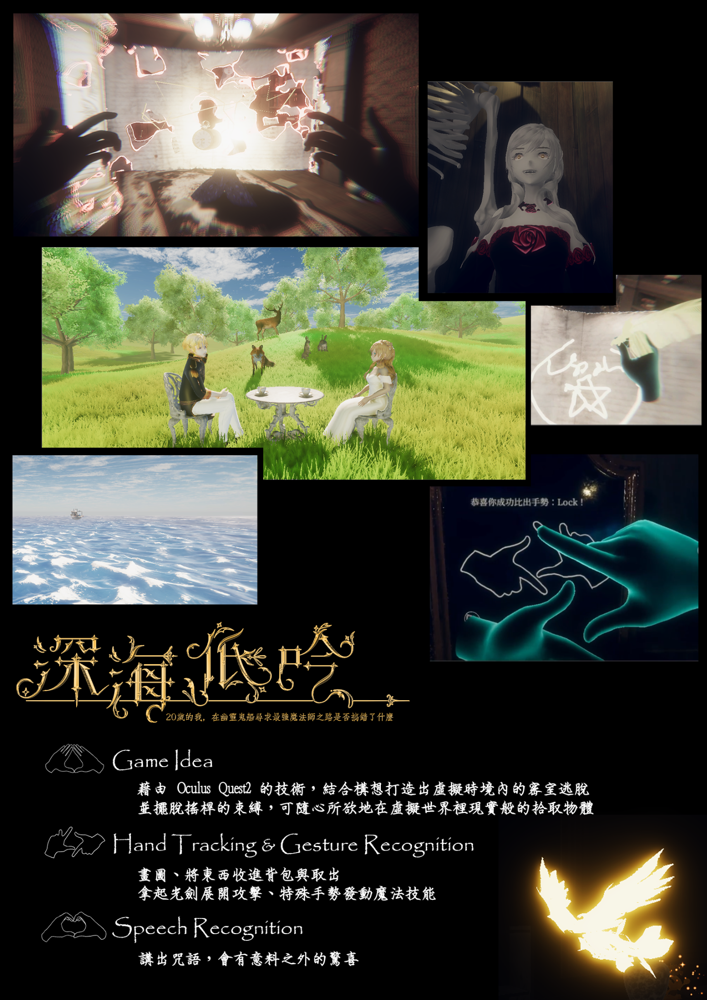 恭喜你成功比出手勢：Lock！
深海低吟
20歲的我，在幽靈鬼船尋求最強魔法師之路是否搞錯了什麼
Game Idea
藉由 Oculus Quest2 的技術，結合構想打造出虛擬時境內的密室逃脫
並擺脫搖桿的束縛，可隨心所欲地在虛擬世界裡現實般的拾取物體
Hand Tracking & Gesture Recognition
畫圖、將東西收進背包與取出
拿起光劍展開攻擊、特殊手勢發動魔法技能
Speech Recognition
講出咒語，會有意料之外的驚喜